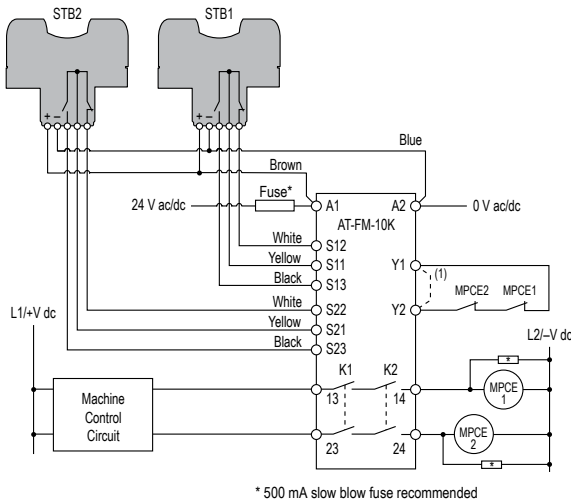 STB2
STB1
+ −
+ −
Blue
Brown
Fuse*
24 V ac/dc
A1
A2
0 V ac/dc
AT-FM-10K
White
S12
Yellow
S11
Y1
(1)
Black
S13
MPCE2
MPCE1
White
S22
Y2
L1/+V dc
Yellow
S21
L2/–V dc
Black
S23
*
K1
K2
Machine
Control
Circuit
13
14
MPCE
1
23
24
MPCE
2
*
* 500 mA slow blow fuse recommended